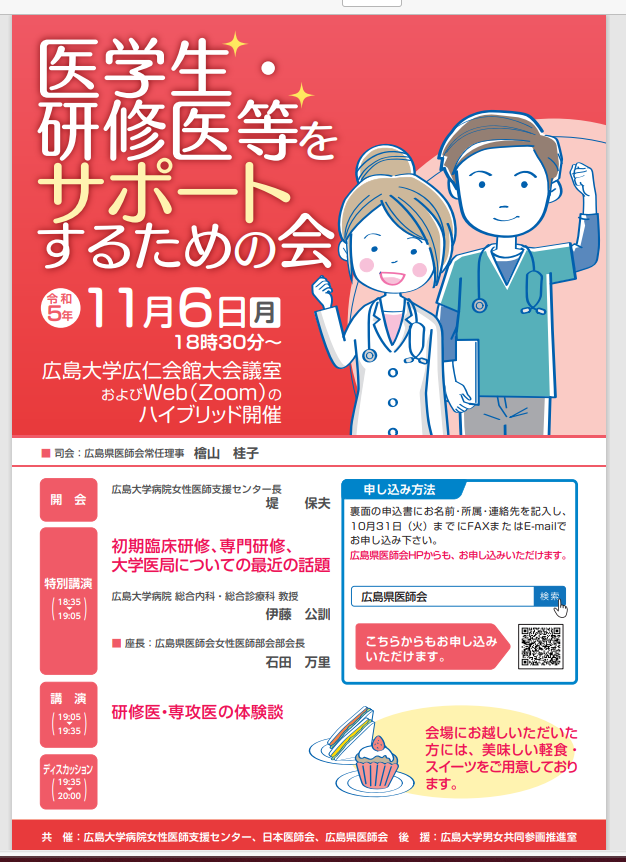 医学生・
研修医等を
サポート
するための会
令和
5年
11月6日月
18時30分～
広島大学広仁会館大会議室
およびWeb（Zoom）の
ハイブリッド開催
■ 司会：広島県医師会常任理事 檜山 桂子
開 会
広島大学病院女性医師支援センター長
堤 保夫
特別講演
18:35
19:05
初期臨床研修、専門研修、
大学医局についての最近の話題
広島大学病院 総合内科・総合診療科 教授
伊藤 公訓
■ 座長：広島県医師会女性医師部会部会長
石田 万里
講 演
19:05
19:35
研修医・専攻医の体験談
ディスカッション
19:35
20:00
申し込み方法
裏面の申込書にお名前・所属・連絡先を記入し、
10月31日（火）までにFAXまたはE-mailで
お申し込み下さい。
広島県医師会HPからも、お申し込みいただけます。
広島県医師会
検索
こちらからもお申し込み
いただけます。
会場にお越しいただいた
方には、美味しい軽食・
スイーツをご用意しており
ます。
共 催：広島大学病院女性医師支援センター、日本医師会、広島県医師会 後 援：広島大学男女共同参画推進室